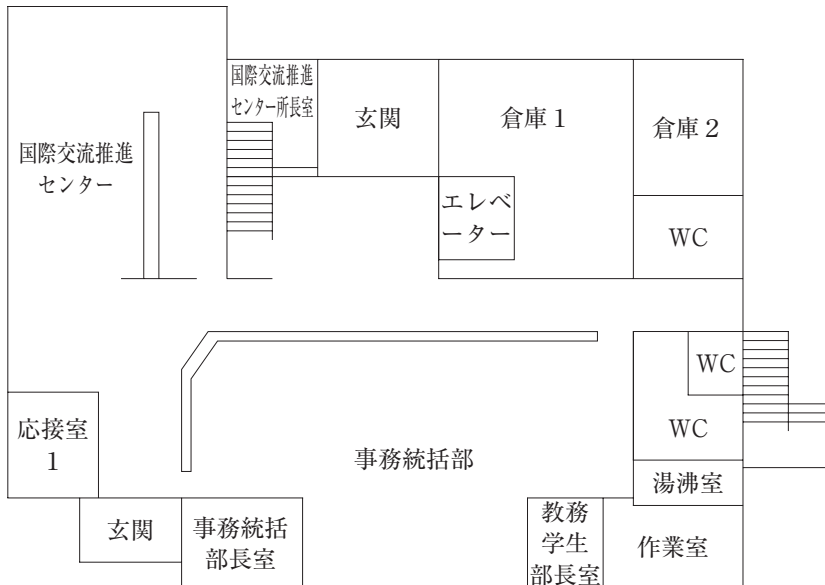 国際交流推進
センター所長室
玄関
倉庫１
倉庫２
国際交流推進
センター
エレベ
ーター
WC
WC
WC
応接室
1
事務統括部
湯沸室
玄関
事務統括
部長室
教務
学生
部長室
作業室